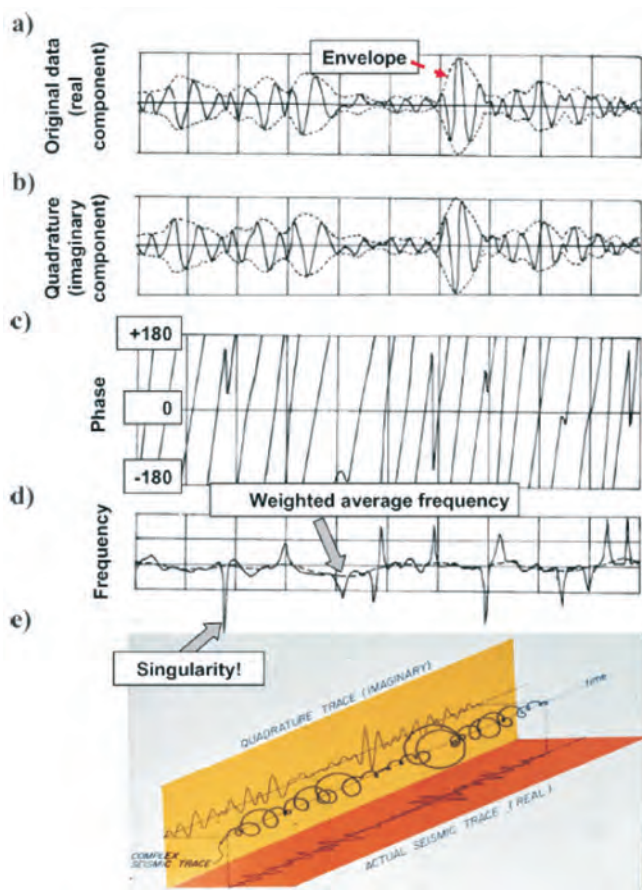 a)
Original data
(real
component)
Envelope
b)
Quadrature
(imaginary
component)
c)
+180
0
-180
Phase
d)
Weighted average frequency
Frequency
e)
Singularity!
QUADRATURE TRACE (IMAGINARY)
time
COMPLEX
SEISMIC TRACE
ACTUAL SEISMIC TRACE (REAL)